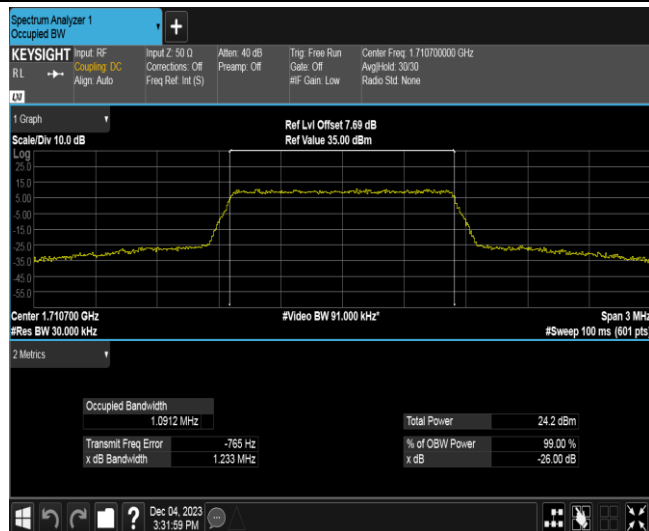 Spectrum Analyzer 1
Occupied BW
+
KEYSIGHT
RL
Input: RF
Coupling: DC
Align: Auto
Input Z: 50 Ω
Corrections: Off
Freq Ref: Int (S)
Atten: 40 dB
Preamp: Off
Trig: Free Run
Gate: Off
#IF Gain: Low
Center Freq: 1.710700000 GHz
Avg|Hold: 30/30
Radio Std: None
1 Graph
Scale/Div 10.0 dB
Ref Lvl Offset 7.69 dB
Ref Value 35.00 dBm
Log
25.0
15.0
5.00
-5.00
-15.0
-25.0
-35.0
-45.0
-55.0
Center 1.710700 GHz
#Video BW 91.000 kHz*
Span 3 MHz
#Res BW 30.000 kHz
#Sweep 100 ms (601 pts)
2 Metrics
Occupied Bandwidth
1.0912 MHz
Total Power 24.2 dBm
Transmit Freq Error -765 Hz
% of OBW Power 99.00 %
x dB Bandwidth 1.233 MHz
x dB -26.00 dB
?
Dec 04, 2023
3:31:59 PM